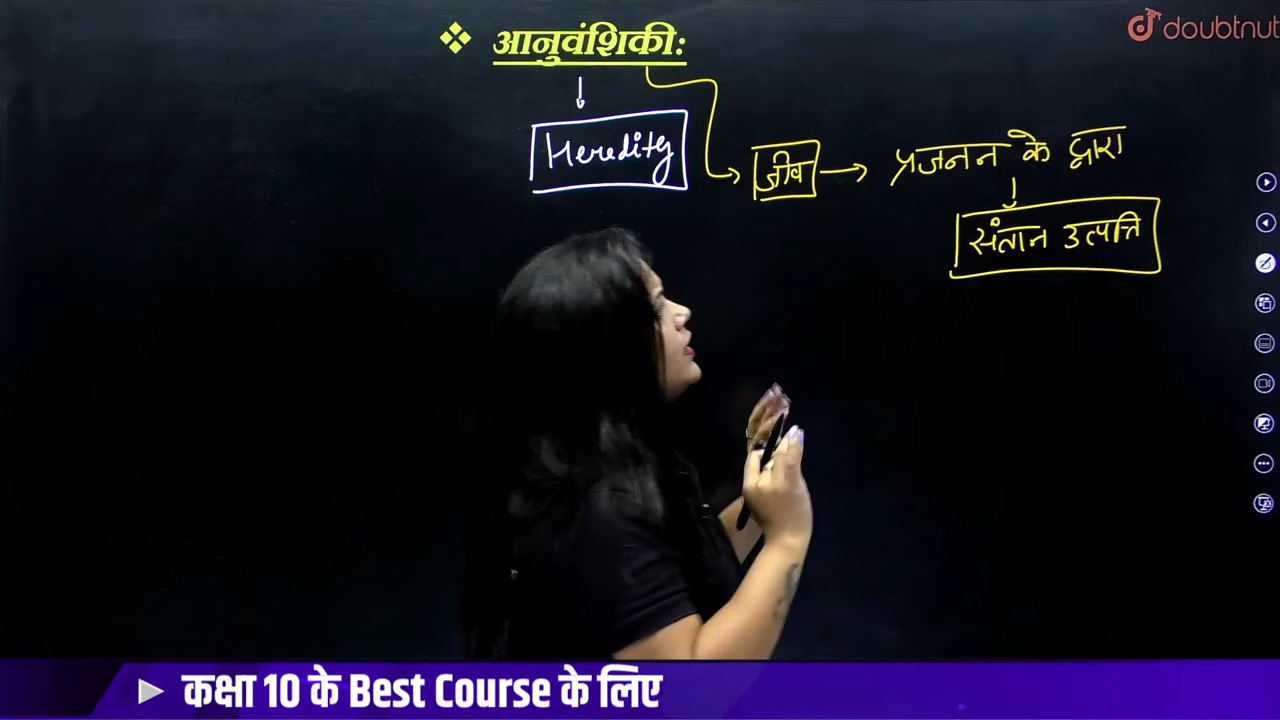 ❖ आनुवंशिकी:
doubtnut
Heredity
जीव → प्रजनन के द्वारा
संतान उत्पत्ति
कक्षा 10 के Best Course के लिए